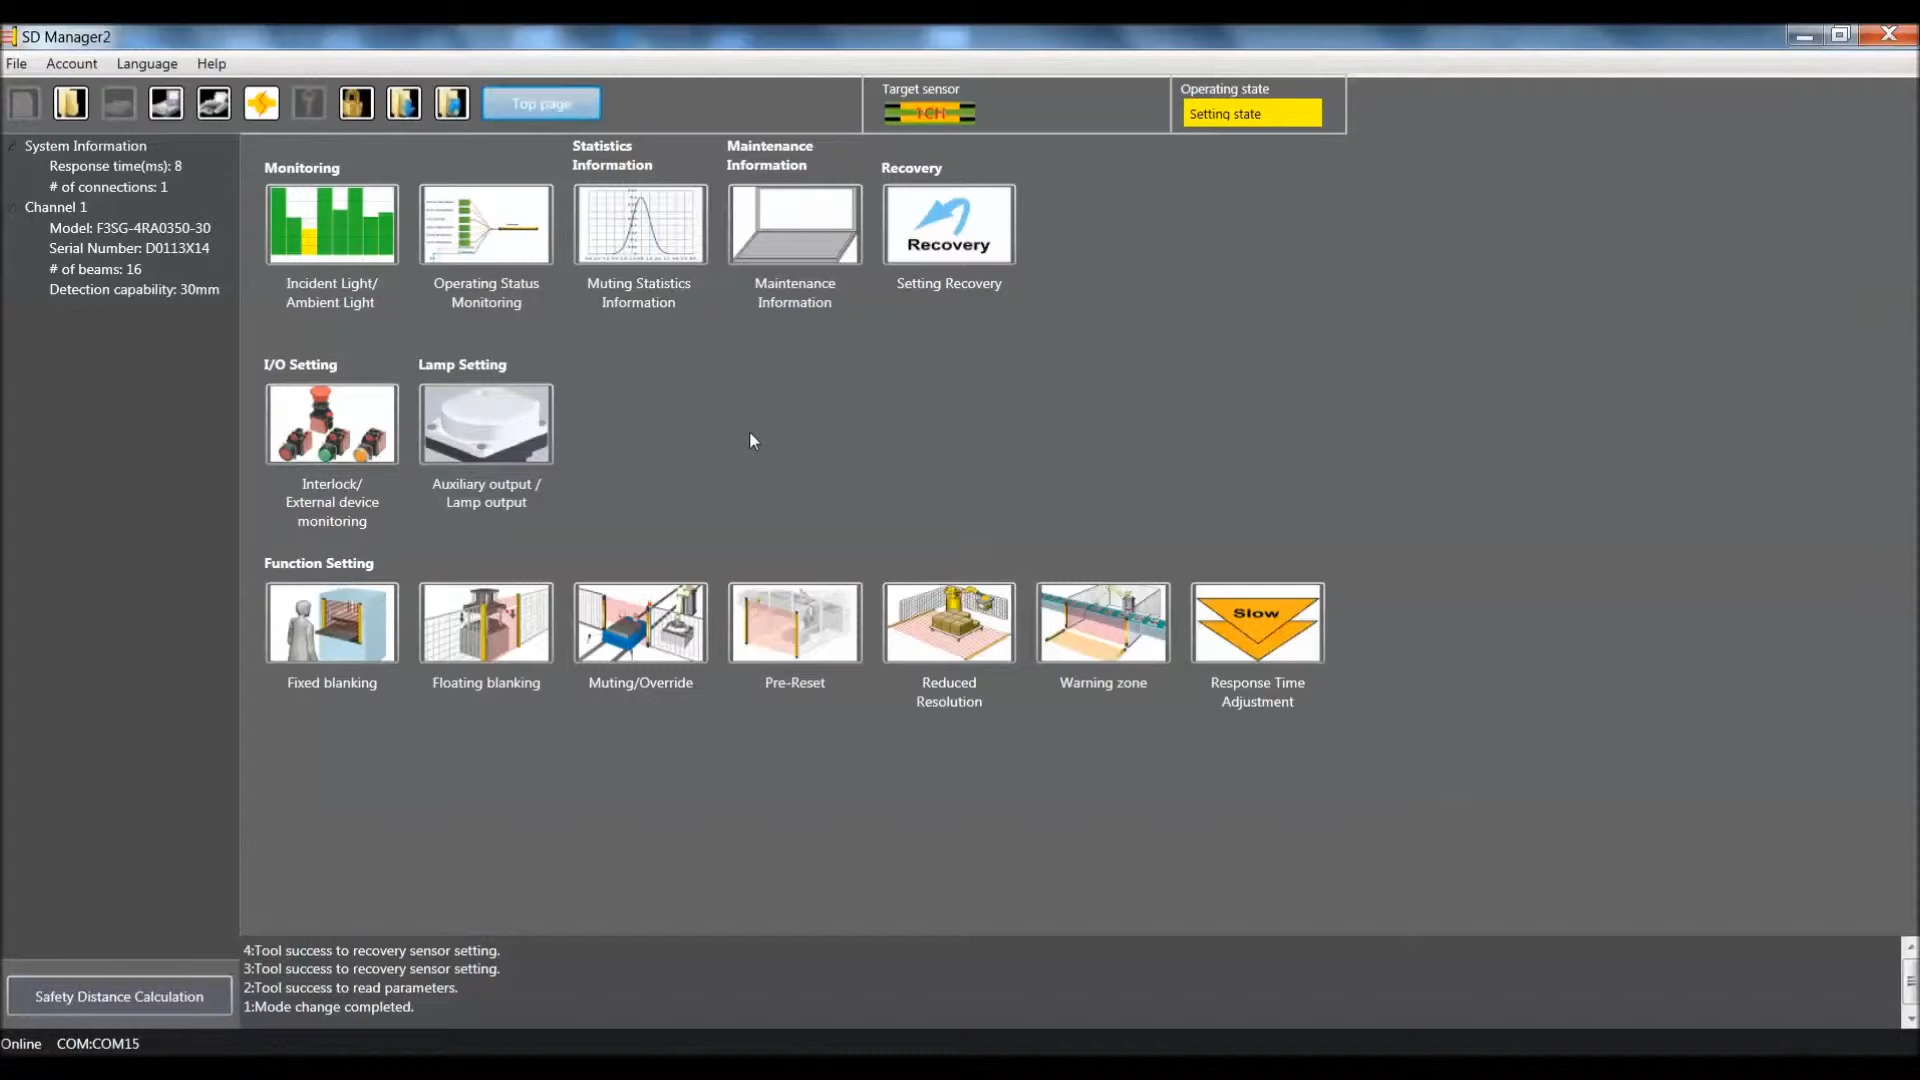 SD Manager2
File Account Language Help
Top page
Target sensor
1CH
Operating state
Setting state
System Information
Response time(ms): 8
# of connections: 1
Channel 1
Model: F3SG-4RA0350-30
Serial Number: D0113X14
# of beams: 16
Detection capability: 30mm
Monitoring
Statistics
Information
Maintenance
Information
Recovery
Recovery
Incident Light/
Ambient Light
Operating Status
Monitoring
Muting Statistics
Information
Maintenance
Information
Setting Recovery
I/O Setting
Lamp Setting
Interlock/
External device
monitoring
Auxiliary output /
Lamp output
Function Setting
Slow
Fixed blanking
Floating blanking
Muting/Override
Pre-Reset
Reduced
Resolution
Warning zone
Response Time
Adjustment
4:Tool success to recovery sensor setting.
3:Tool success to recovery sensor setting.
2:Tool success to read parameters.
1:Mode change completed.
Safety Distance Calculation
Online COM:COM15